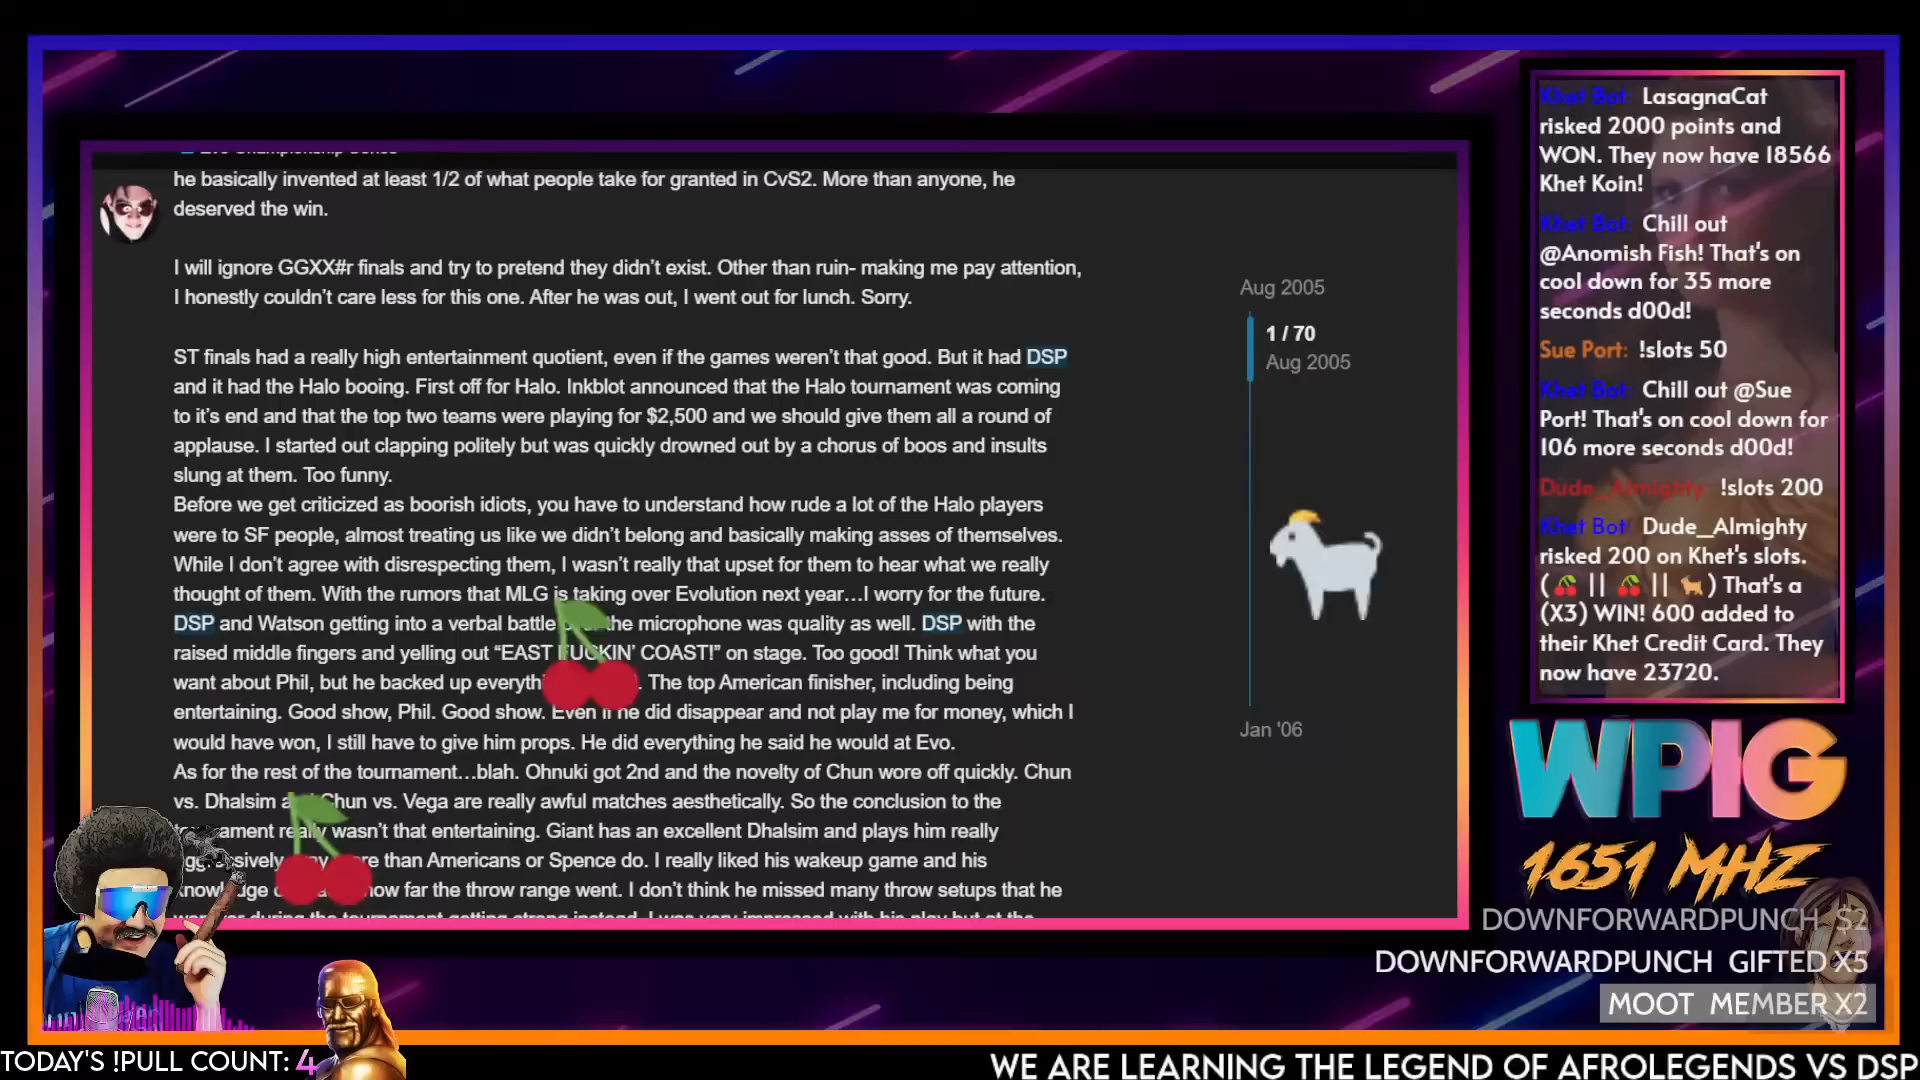 he basically invented at least 1/2 of what people take for granted in CvS2. More than anyone, he
deserved the win.
I will ignore GGXX#r finals and try to pretend they didn’t exist. Other than ruin- making me pay attention,
I honestly couldn’t care less for this one. After he was out, I went out for lunch. Sorry.
ST finals had a really high entertainment quotient, even if the games weren’t that good. But it had DSP
and it had the Halo booing. First off for Halo. Inkblot announced that the Halo tournament was coming
to it’s end and that the top two teams were playing for $2,500 and we should give them all a round of
applause. I started out clapping politely but was quickly drowned out by a chorus of boos and insults
slung at them. Too funny.
Before we get criticized as boorish idiots, you have to understand how rude a lot of the Halo players
were to SF people, almost treating us like we didn’t belong and basically making asses of themselves.
While I don’t agree with disrespecting them, I wasn’t really that upset for them to hear what we really
thought of them. With the rumors that MLG is taking over Evolution next year…I worry for the future.
DSP and Watson getting into a verbal battle the microphone was quality as well. DSP with the
raised middle fingers and yelling out “EAST FUCKIN’ COAST!” on stage. Too good! Think what you
want about Phil, but he backed up The top American finisher, including being
entertaining. Good show, Phil. Good show. Even if he did disappear and not play me for money, which I
would have won, I still have to give him props. He did everything he said he would at Evo.
As for the rest of the tournament…blah. Ohnuki got 2nd and the novelty of Chun wore off quickly. Chun
vs. Dhalsim and Chun vs. Vega are really awful matches aesthetically. So the conclusion to the
really wasn’t that entertaining. Giant has an excellent Dhalsim and plays him really
than Americans or Spence do. I really liked his wakeup game and his
how far the throw range went. I don’t think he missed many throw setups that he
Aug 2005
1 / 70
Aug 2005
Jan '06
Khet Bot: LasagnaCat
risked 2000 points and
WON. They now have 18566
Khet Koin!
Khet Bot: Chill out
@Anomish Fish! That's on
cool down for 35 more
seconds d00d!
Sue Port: !slots 50
Khet Bot: Chill out @Sue
Port! That's on cool down for
106 more seconds d00d!
Dude_Almighty: !slots 200
Khet Bot: Dude_Almighty
risked 200 on Khet's slots.
(🍒 || 🍒 || 🐐) That's a
(X3) WIN! 600 added to
their Khet Credit Card. They
now have 23720.
WPIG
1651 MHZ
DOWNFORWARDPUNCH $2
DOWNFORWARDPUNCH GIFTED X5
MOOT MEMBER X2
TODAY'S !PULL COUNT: 4
WE ARE LEARNING THE LEGEND OF AFROLEGENDS VS DSP